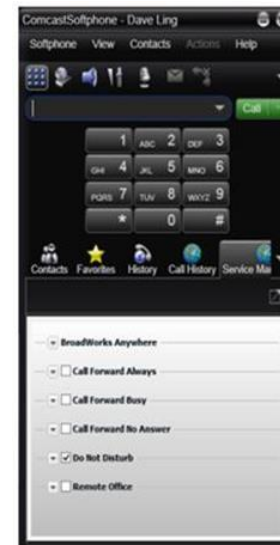 ComcastSoftphone - Dave Ling
Softphone View Contacts Actions Help
Call
1 ABC 2 DEF 3
GHI 4 JKL 5 MNO 6
PQRS 7 TUV 8 WXYZ 9
* 0 #
Contacts Favorites History Call History Service Ma
BroadWorks Anywhere
Call Forward Always
Call Forward Busy
Call Forward No Answer
Do Not Disturb
Remote Office